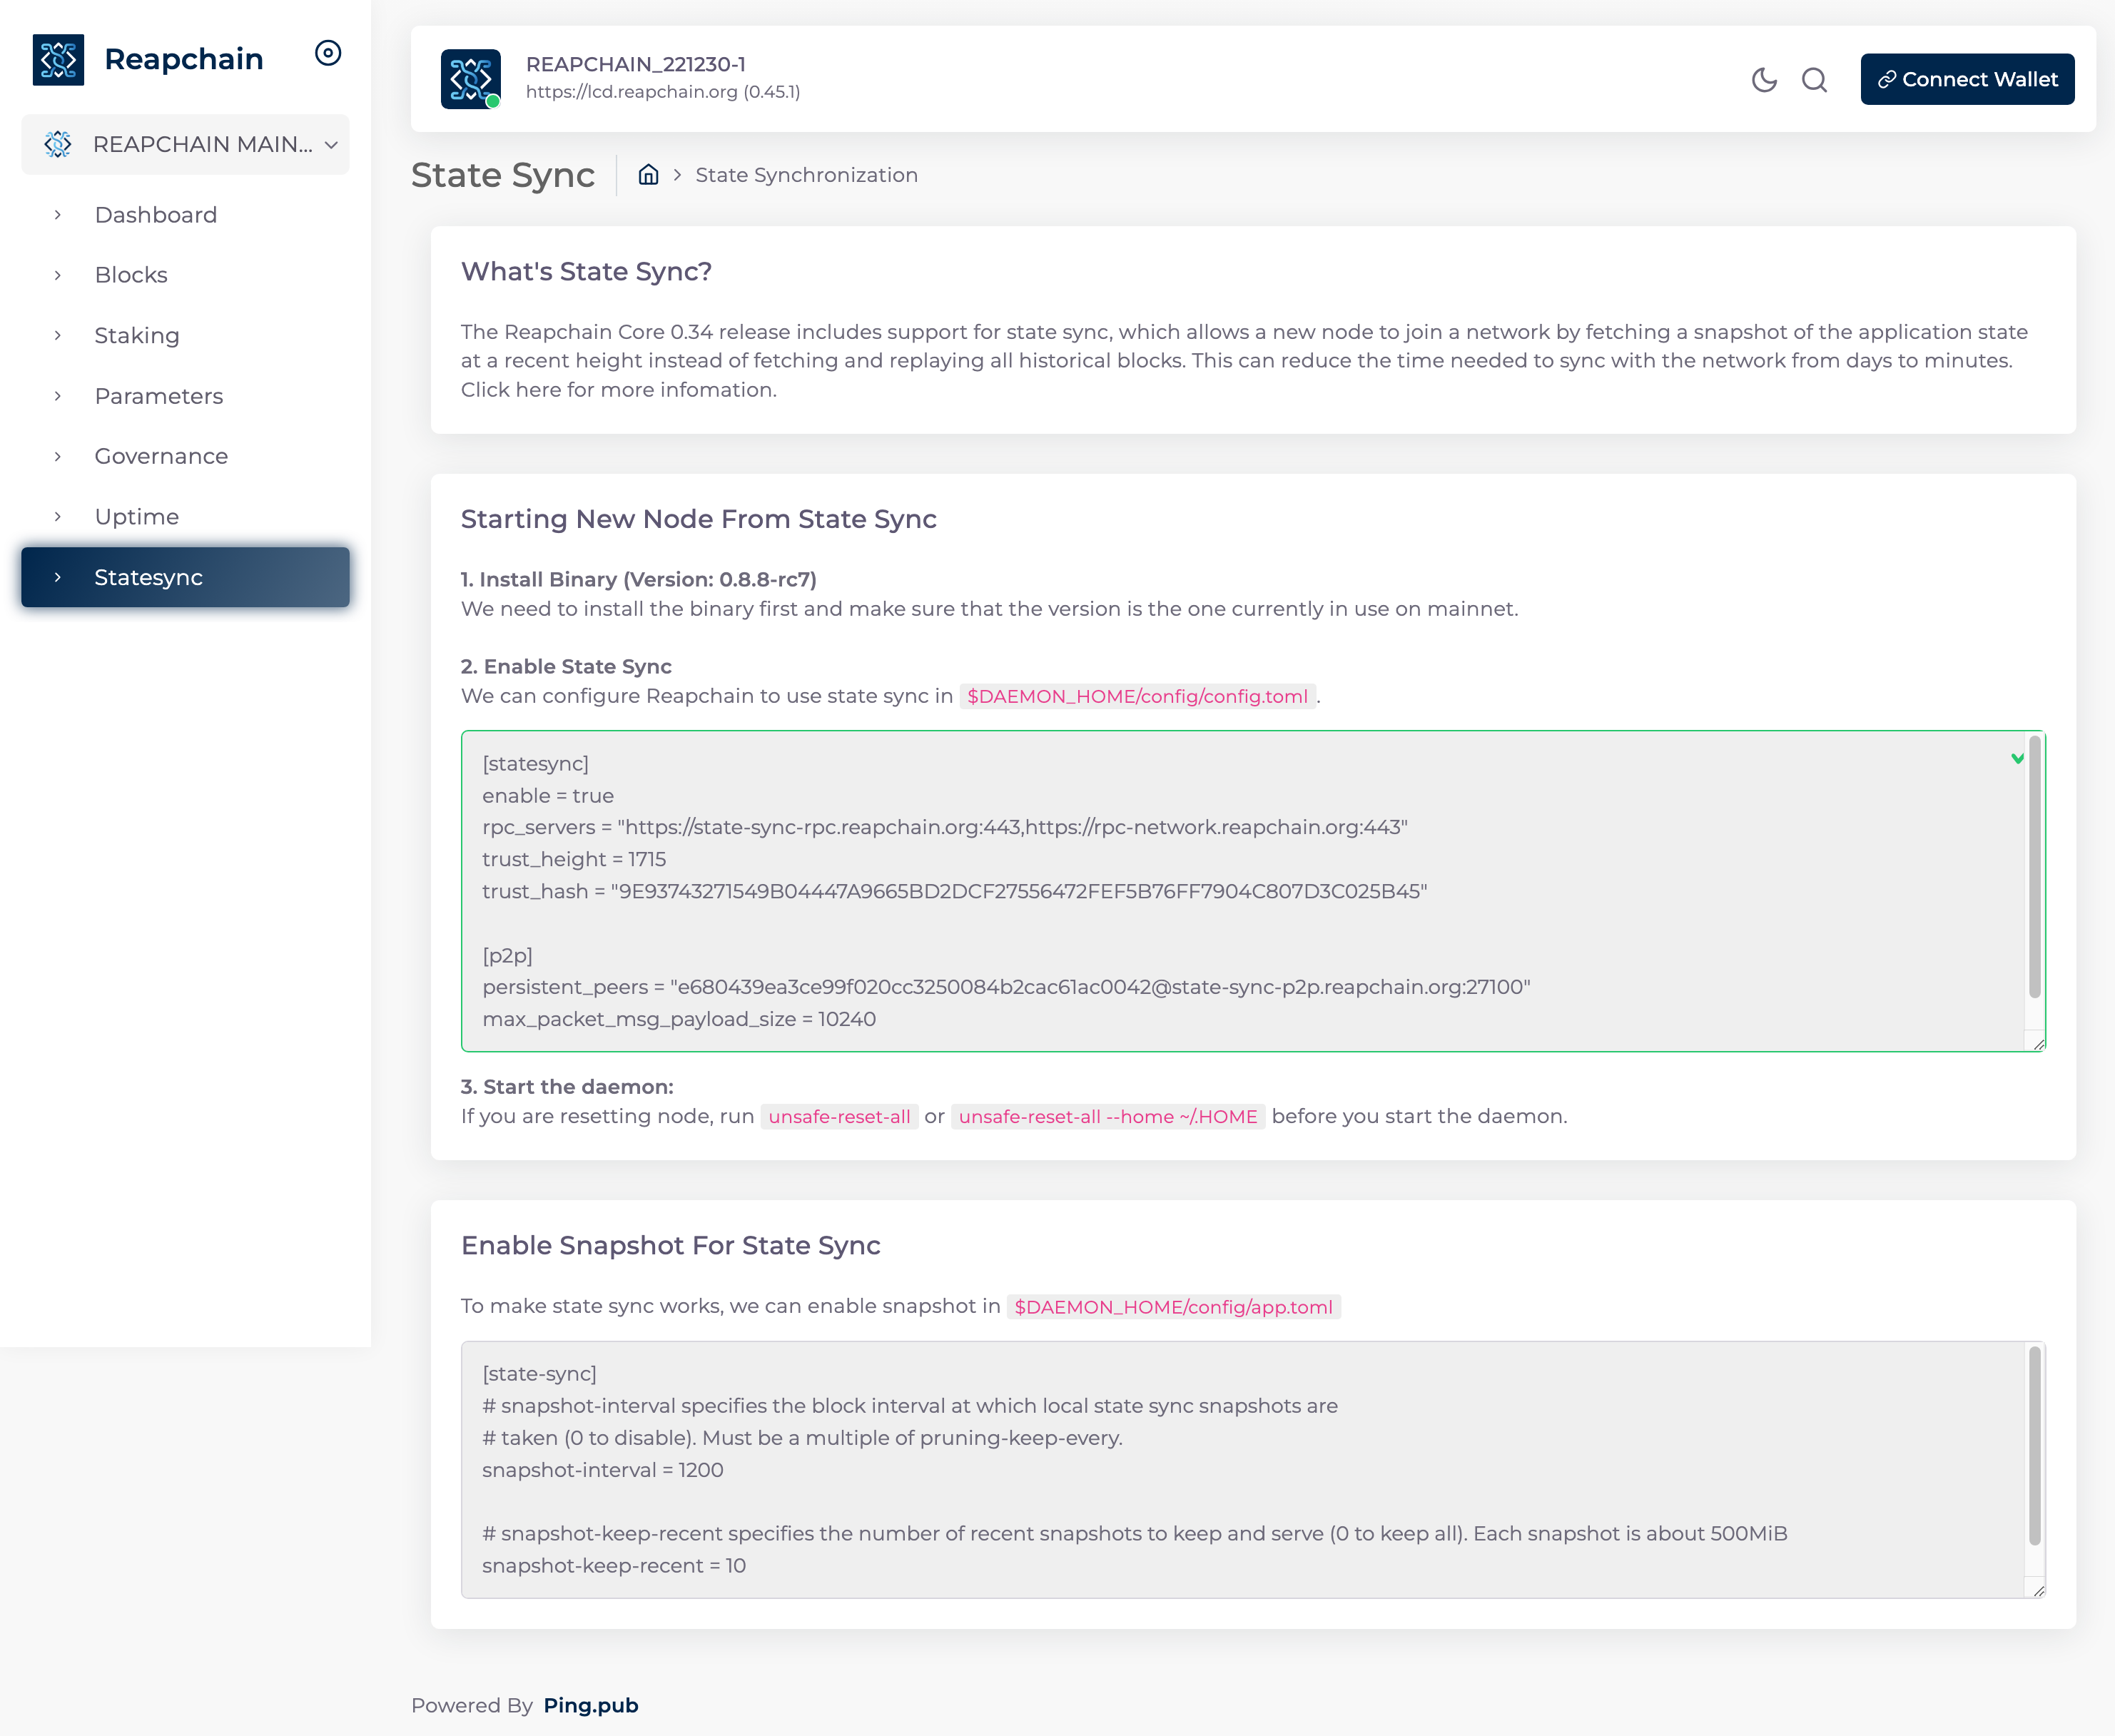 Reapchain
REAPCHAIN MAIN...
Dashboard
Blocks
Staking
Parameters
Governance
Uptime
Statesync
REAPCHAIN_221230-1
https://lcd.reapchain.org (0.45.1)
Connect Wallet
State Sync
State Synchronization
What's State Sync?
The Reapchain Core 0.34 release includes support for state sync, which allows a new node to join a network by fetching a snapshot of the application state
at a recent height instead of fetching and replaying all historical blocks. This can reduce the time needed to sync with the network from days to minutes.
Click here for more infomation.
Starting New Node From State Sync
1. Install Binary (Version: 0.8.8-rc7)
We need to install the binary first and make sure that the version is the one currently in use on mainnet.
2. Enable State Sync
We can configure Reapchain to use state sync in $DAEMON_HOME/config/config.toml.
[statesync]
enable = true
rpc_servers = "https://state-sync-rpc.reapchain.org:443,https://rpc-network.reapchain.org:443"
trust_height = 1715
trust_hash = "9E93743271549B04447A9665BD2DCF27556472FEF5B76FF7904C807D3C025B45"
[p2p]
persistent_peers = "e680439ea3ce99f020cc3250084b2cac61ac0042@state-sync-p2p.reapchain.org:27100"
max_packet_msg_payload_size = 10240
3. Start the daemon:
If you are resetting node, run unsafe-reset-all or unsafe-reset-all --home ~/.HOME before you start the daemon.
Enable Snapshot For State Sync
To make state sync works, we can enable snapshot in $DAEMON_HOME/config/app.toml
[state-sync]
# snapshot-interval specifies the block interval at which local state sync snapshots are
# taken (0 to disable). Must be a multiple of pruning-keep-every.
snapshot-interval = 1200
# snapshot-keep-recent specifies the number of recent snapshots to keep and serve (0 to keep all). Each snapshot is about 500MiB
snapshot-keep-recent = 10
Powered By Ping.pub